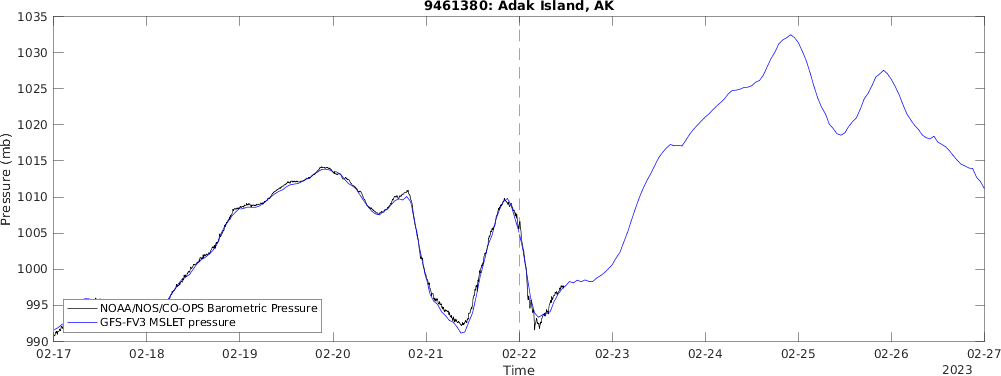 9461380: Adak Island, AK
1035
1030
1025
1020
1015
1010
1005
1000
995
990
Pressure (mb)
NOAA/NOS/CO-OPS Barometric Pressure
GFS-FV3 MSLET pressure
02-17 02-18 02-19 02-20 02-21 02-22 02-23 02-24 02-25 02-26 02-27
Time
2023